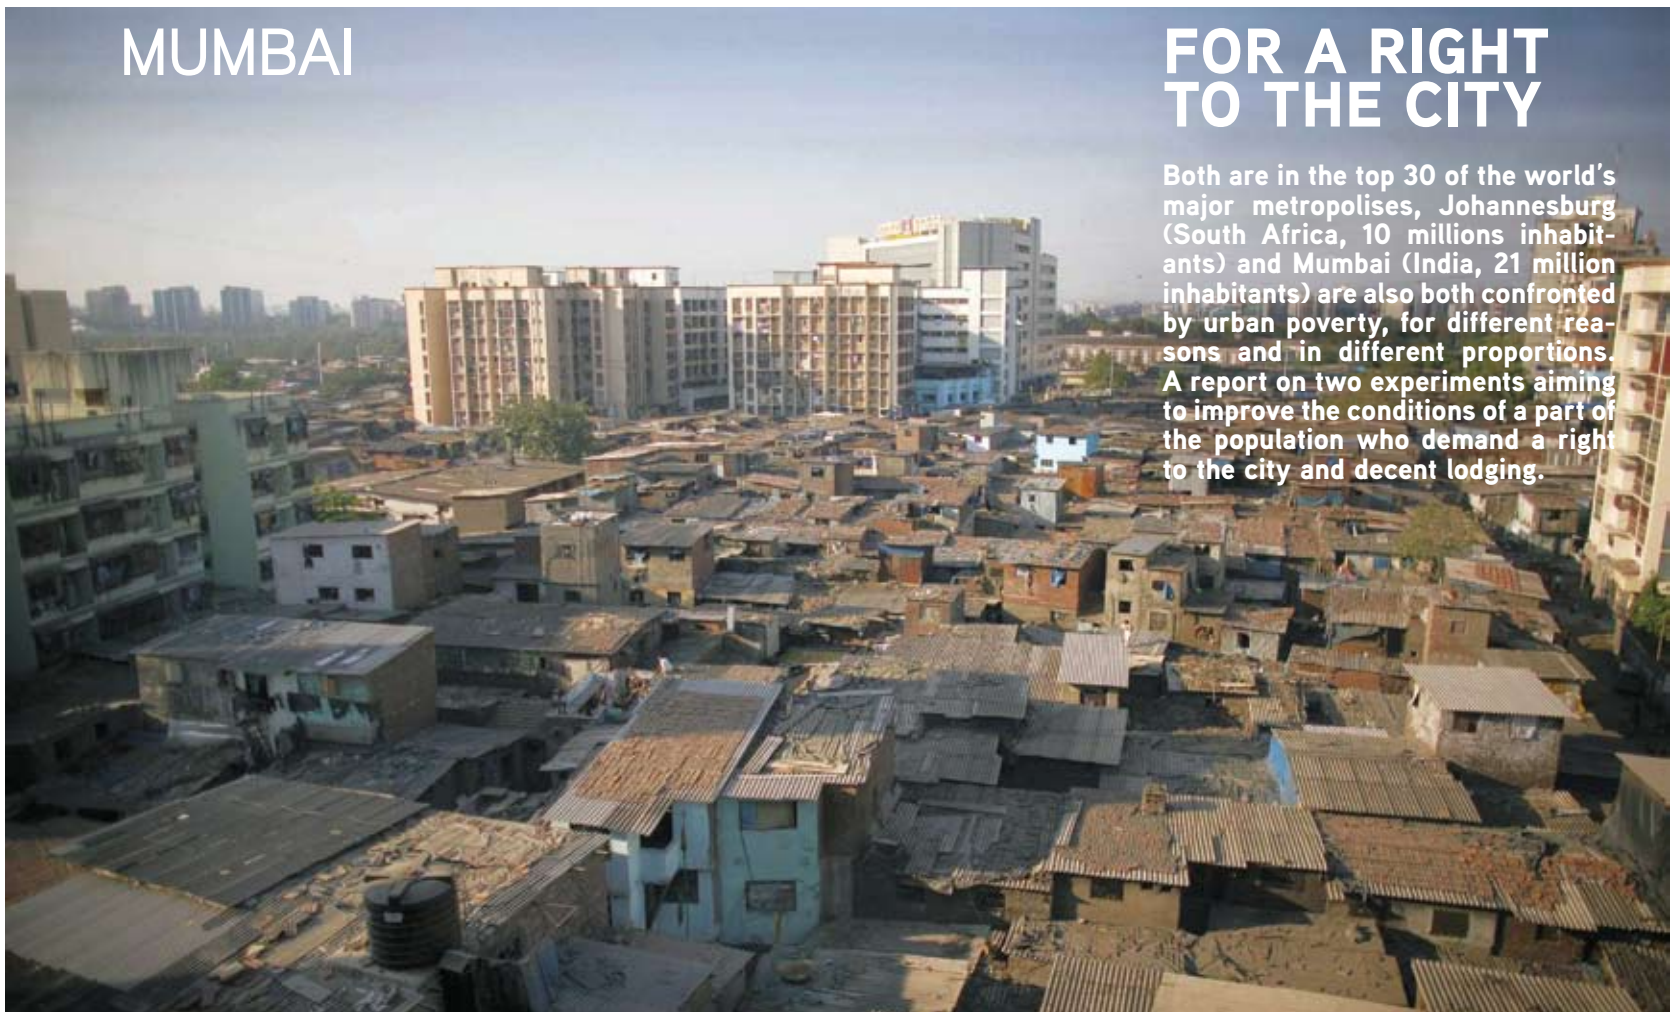 MUMBAI
FOR A RIGHT
TO THE CITY
Both are in the top 30 of the world's
major metropolises, Johannesburg
(South Africa, 10 millions inhabit-
ants) and Mumbai (India, 21 million
inhabitants) are also both confronted
by urban poverty, for different rea-
sons and in different proportions.
A report on two experiments aiming
to improve the conditions of a part of
the population who demand a right
to the city and decent lodging.